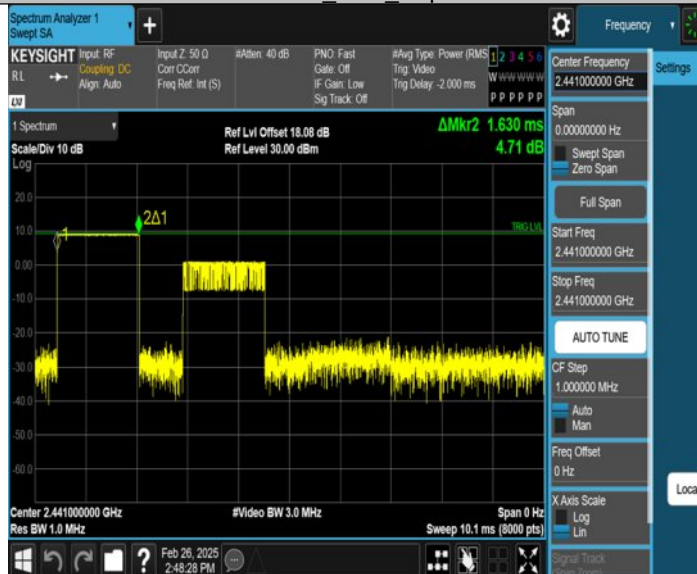 Spectrum Analyzer 1
Swept SA
Frequency
KEYSIGHT
RL
LXI
Input: RF
Coupling: DC
Align: Auto
Input Z: 50 Ω
Corr CCorr
Freq Ref: Int (S)
#Atten: 40 dB
PNO: Fast
Gate: Off
IF Gain: Low
Sig Track: Off
#Avg Type: Power (RMS
Trig: Video
Trig Delay: -2.000 ms
1 2 3 4 5 6
W W W W W W
P P P P P P
1 Spectrum
Scale/Div 10 dB
Log
Ref Lvl Offset 18.08 dB
Ref Level 30.00 dBm
ΔMkr2 1.630 ms
4.71 dB
20.0
10.0
0.00
-10.0
-20.0
-30.0
-40.0
-50.0
-60.0
1
2Δ1
TRIG LVL
Center 2.441000000 GHz
Res BW 1.0 MHz
#Video BW 3.0 MHz
Span 0 Hz
Sweep 10.1 ms (8000 pts)
?
Feb 26, 2025
2:48:28 PM
Center Frequency
2.441000000 GHz
Span
0.00000000 Hz
Swept Span
Zero Span
Full Span
Start Freq
2.441000000 GHz
Stop Freq
2.441000000 GHz
AUTO TUNE
CF Step
1.000000 MHz
Auto
Man
Freq Offset
0 Hz
X Axis Scale
Log
Lin
Signal Track
(Span Zoom)
Settings
Loca